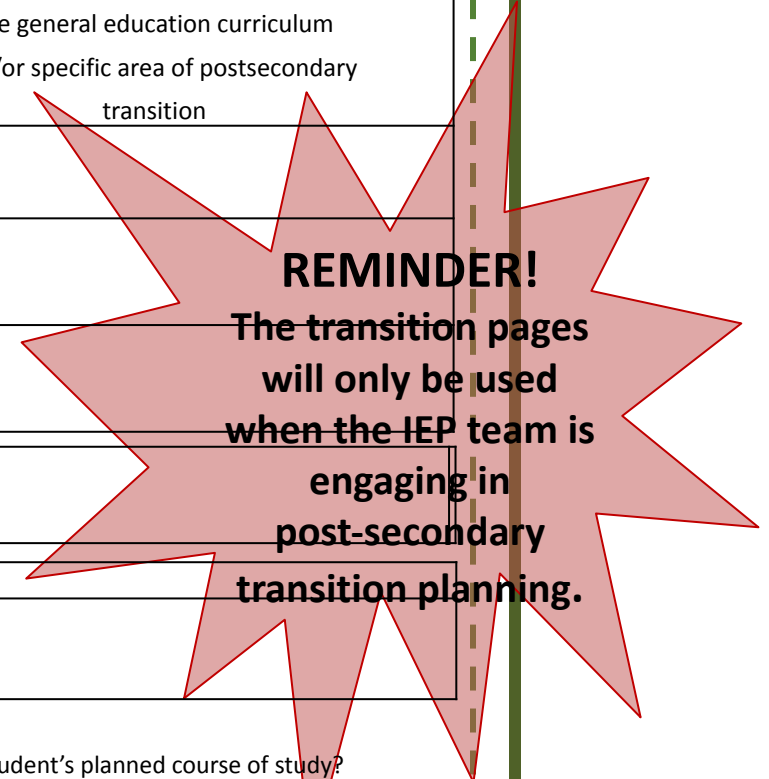 e general education curriculum
/or specific area of postsecondary
transition
REMINDER!
The transition pages
will only be used
when the IEP team is
engaging in
post-secondary
transition planning.
udent’s planned course of study?